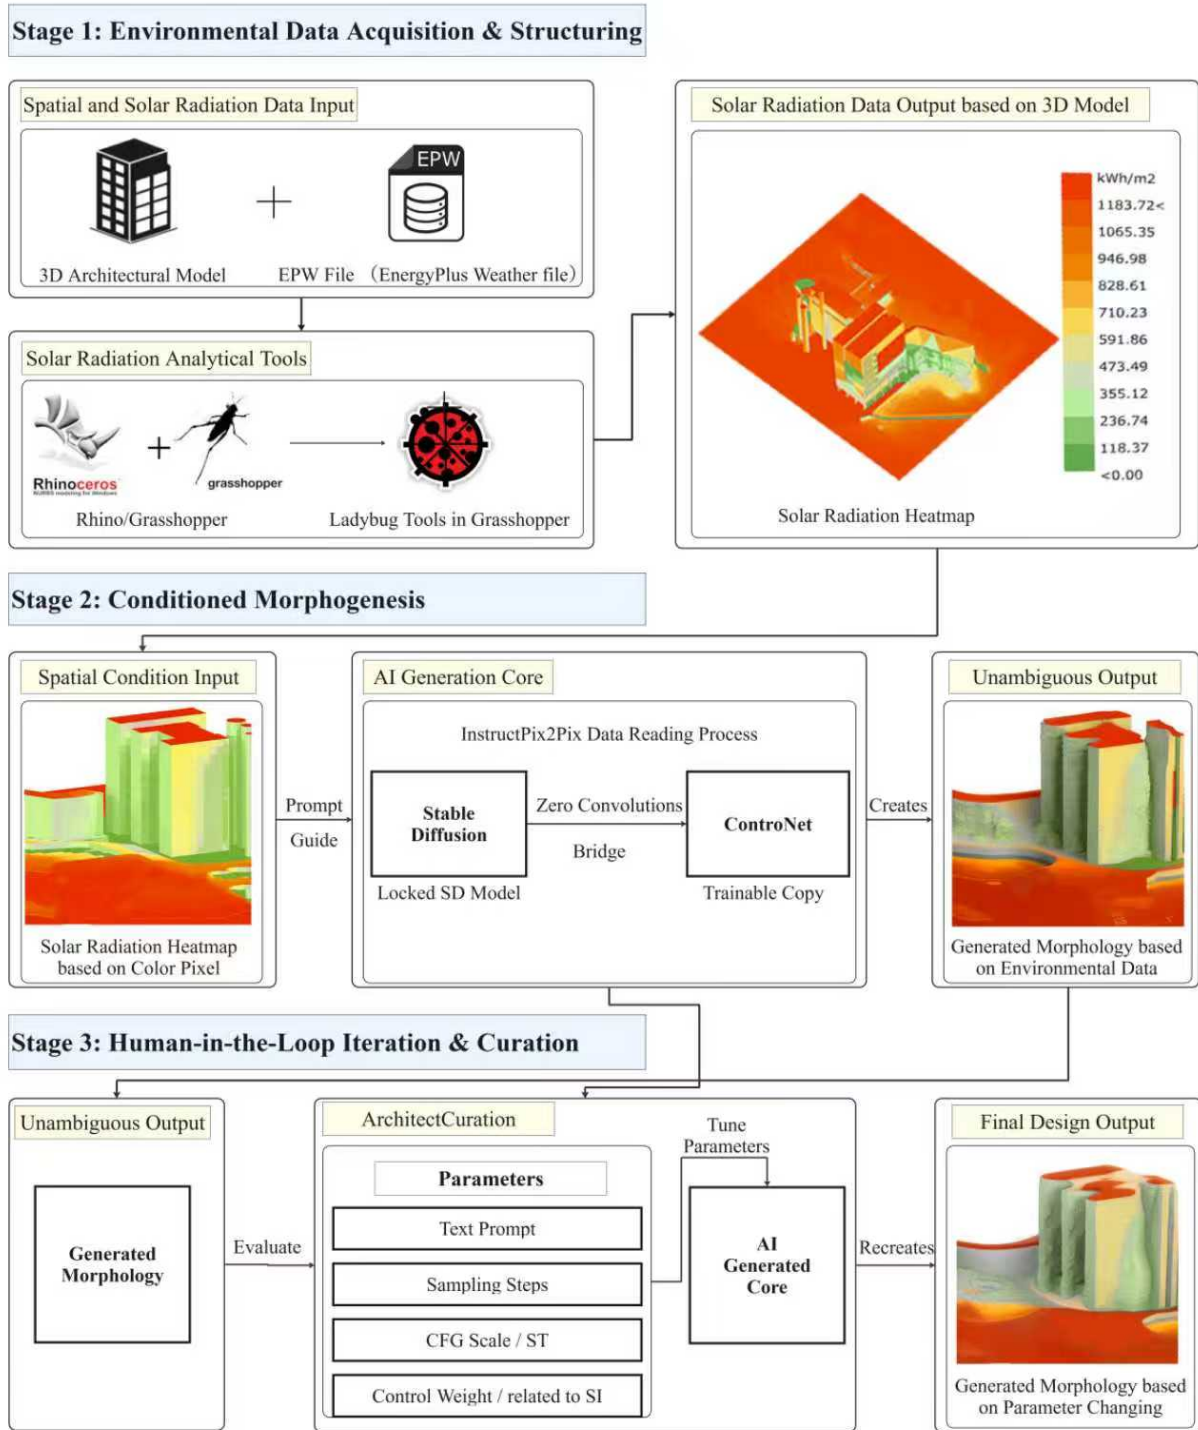 Stage 1: Environmental Data Acquisition & Structuring
Spatial and Solar Radiation Data Input
EPW
3D Architectural Model
EPW File （EnergyPlus Weather file）
Solar Radiation Analytical Tools
Rhinoceros
NURBS modeling for Windows
grasshopper
Rhino/Grasshopper
Ladybug Tools in Grasshopper
Solar Radiation Data Output based on 3D Model
kWh/m2
1183.72<
1065.35
946.98
828.61
710.23
591.86
473.49
355.12
236.74
118.37
<0.00
Solar Radiation Heatmap
Stage 2: Conditioned Morphogenesis
Spatial Condition Input
Solar Radiation Heatmap
based on Color Pixel
Prompt
Guide
AI Generation Core
InstructPix2Pix Data Reading Process
Stable
Diffusion
Locked SD Model
Zero Convolutions
Bridge
ControNet
Trainable Copy
Creates
Unambiguous Output
Generated Morphology based
on Environmental Data
Stage 3: Human-in-the-Loop Iteration & Curation
Unambiguous Output
Generated
Morphology
Evaluate
ArchitectCuration
Parameters
Text Prompt
Sampling Steps
CFG Scale / ST
Control Weight / related to SI
Tune
Parameters
AI
Generated
Core
Recreates
Final Design Output
Generated Morphology based
on Parameter Changing